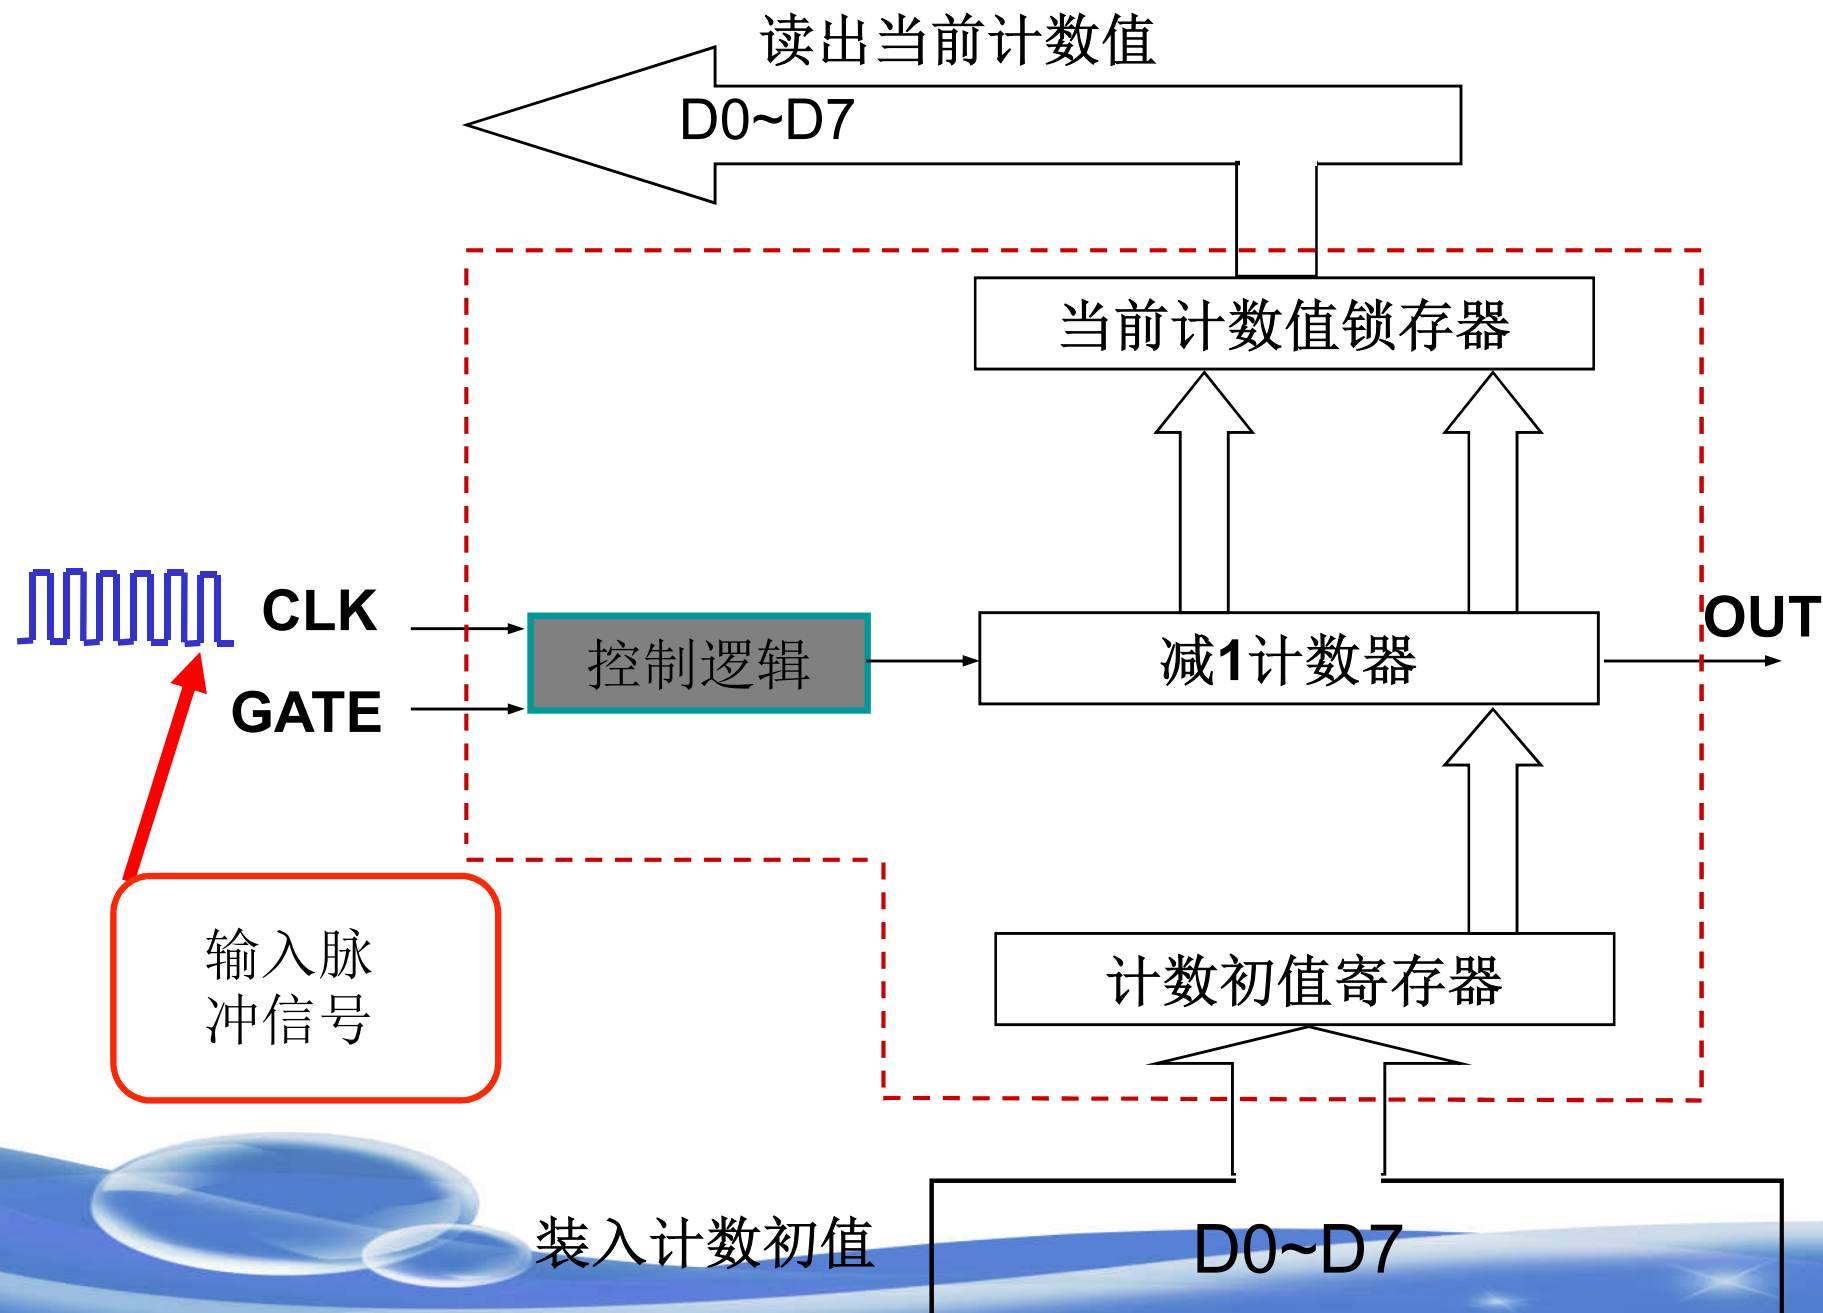 读出当前计数值
D0~D7
当前计数值锁存器
CLK
控制逻辑
减1计数器
OUT
GATE
输入脉
冲信号
计数初值寄存器
装入计数初值
D0~D7